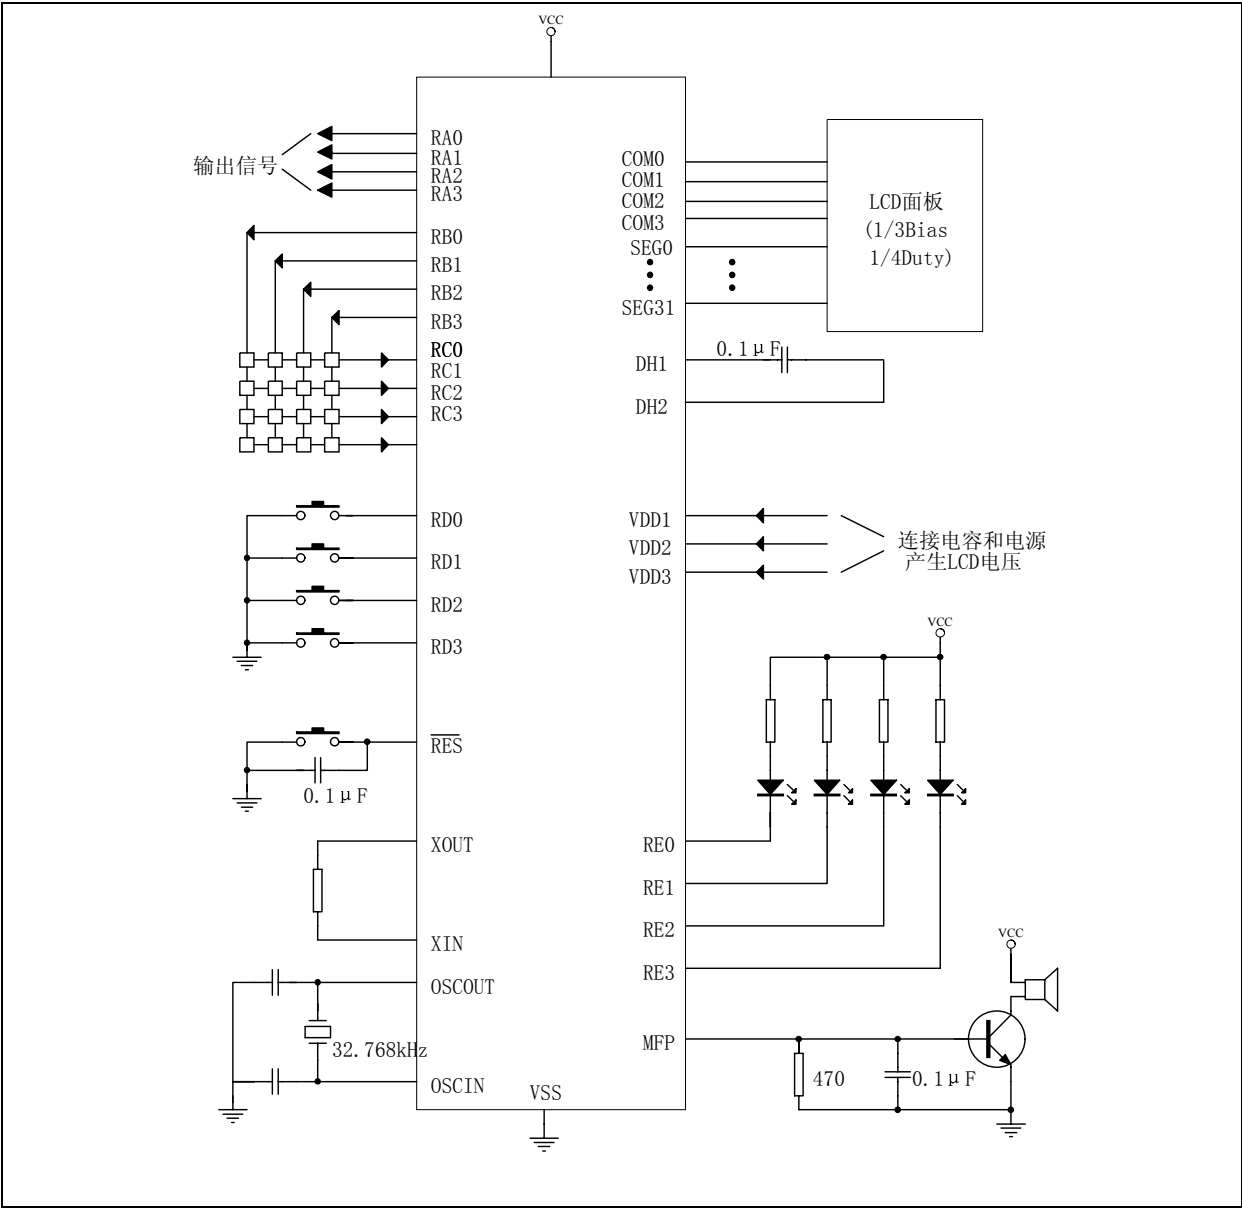 VCC
输出信号
RA0
RA1
RA2
RA3
RB0
RB1
RB2
RB3
RC0
RC1
RC2
RC3
RD0
RD1
RD2
RD3
RES
0.1μF
XOUT
XIN
OSCOUT
32.768kHz
OSCIN
VSS
COM0
COM1
COM2
COM3
SEG0
SEG31
LCD面板
(1/3Bias
1/4Duty)
0.1μF
DH1
DH2
VDD1
VDD2
VDD3
连接电容和电源
产生LCD电压
VCC
RE0
RE1
RE2
RE3
VCC
MFP
470
0.1μF